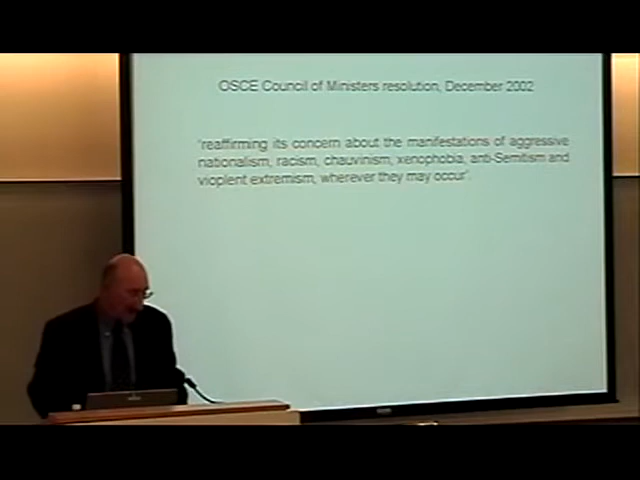 OSCE Council of Ministers resolution, December 2002
'reaffirming its concern about the manifestations of aggressive
nationalism, racism, chauvinism, xenophobia, anti-Semitism and
vioplent extremism, wherever they may occur'.